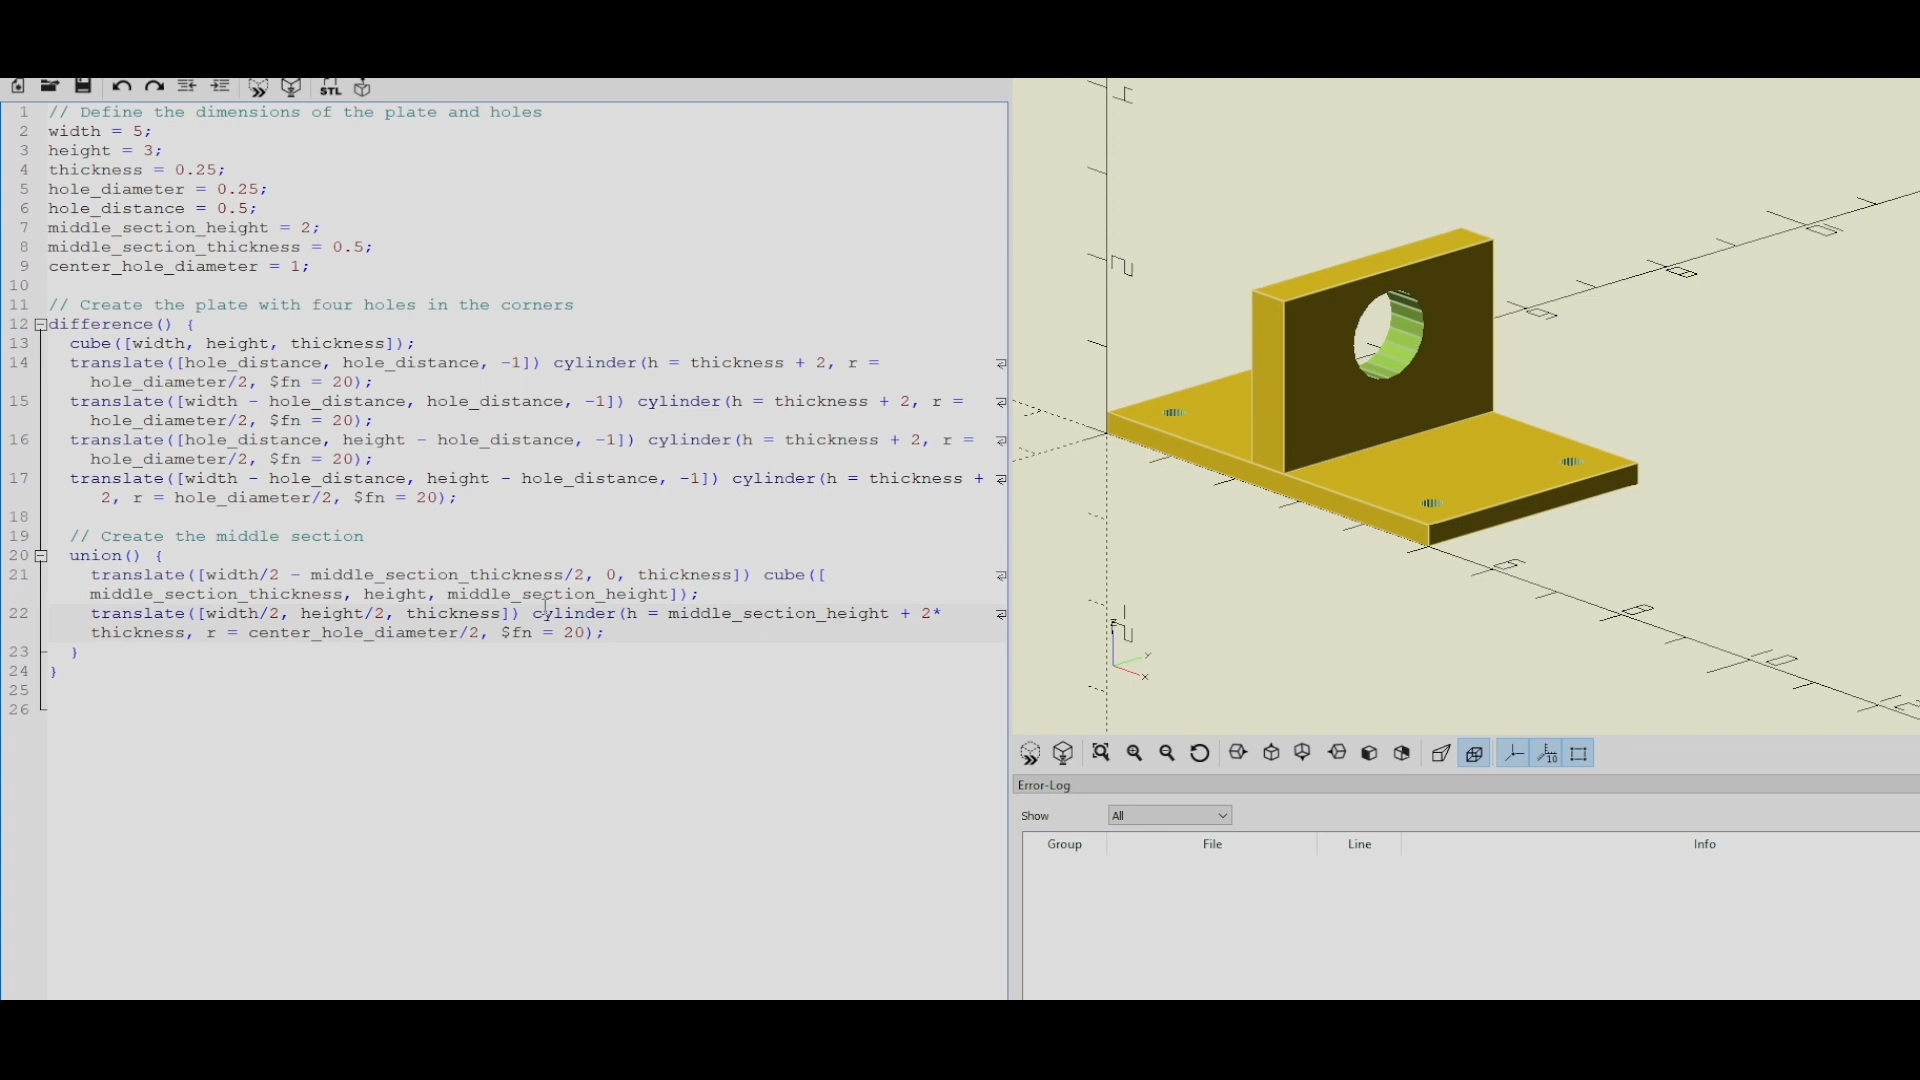 STL
1 // Define the dimensions of the plate and holes
2 width = 5;
3 height = 3;
4 thickness = 0.25;
5 hole_diameter = 0.25;
6 hole_distance = 0.5;
7 middle_section_height = 2;
8 middle_section_thickness = 0.5;
9 center_hole_diameter = 1;
10
11 // Create the plate with four holes in the corners
12 difference() {
13 cube([width, height, thickness]);
14 translate([hole_distance, hole_distance, -1]) cylinder(h = thickness + 2, r =
hole_diameter/2, $fn = 20);
15 translate([width - hole_distance, hole_distance, -1]) cylinder(h = thickness + 2, r =
hole_diameter/2, $fn = 20);
16 translate([hole_distance, height - hole_distance, -1]) cylinder(h = thickness + 2, r =
hole_diameter/2, $fn = 20);
17 translate([width - hole_distance, height - hole_distance, -1]) cylinder(h = thickness +
2, r = hole_diameter/2, $fn = 20);
18
19 // Create the middle section
20 union() {
21 translate([width/2 - middle_section_thickness/2, 0, thickness]) cube([
middle_section_thickness, height, middle_section_height]);
22 translate([width/2, height/2, thickness]) cylinder(h = middle_section_height + 2*
thickness, r = center_hole_diameter/2, $fn = 20);
23 }
24 }
25
26
z
y
x
10
Error-Log
Show All
Group File Line Info